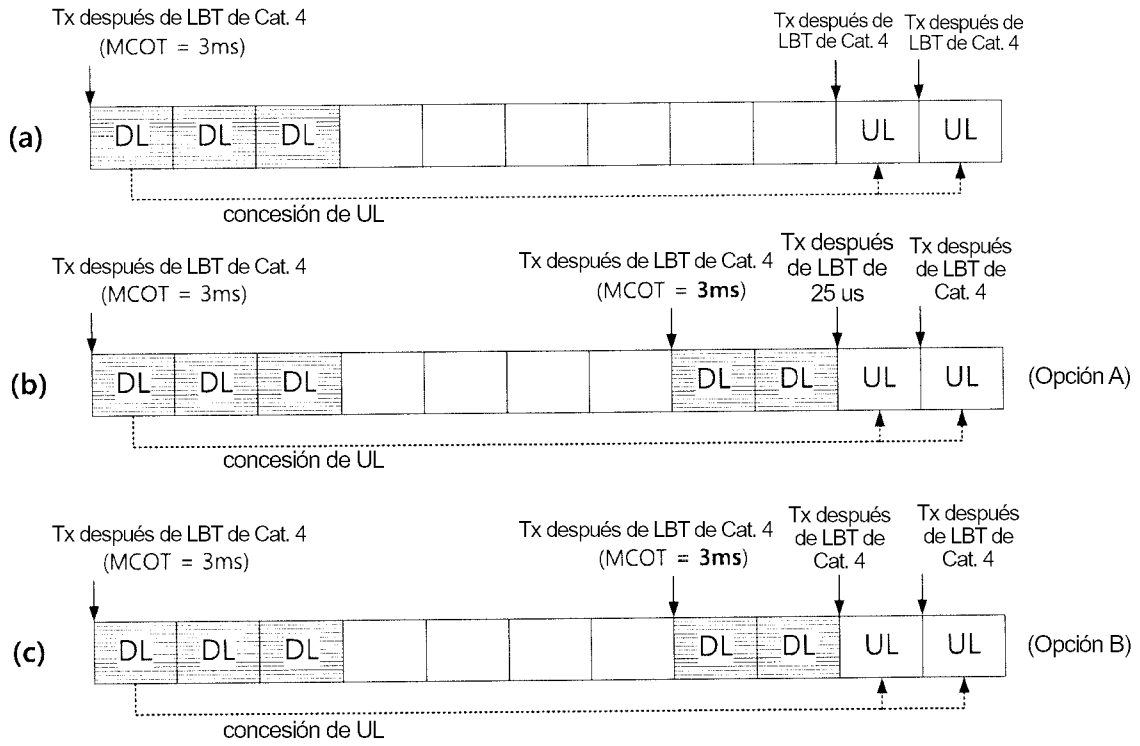 Tx después de LBT de Cat. 4
(MCOT = 3ms)
Tx después de
LBT de Cat. 4
Tx después de
LBT de Cat. 4
(a)
DL DL DL UL UL
concesión de UL
Tx después de LBT de Cat. 4
(MCOT = 3ms)
Tx después de LBT de Cat. 4
(MCOT = 3ms)
Tx después
de LBT de
25 us
Tx después
de LBT de
Cat. 4
(b)
DL DL DL DL DL UL UL
(Opción A)
concesión de UL
Tx después de LBT de Cat. 4
(MCOT = 3ms)
Tx después de LBT de Cat. 4
(MCOT = 3ms)
Tx después
de LBT de
Cat. 4
Tx después
de LBT de
Cat. 4
(c)
DL DL DL DL DL UL UL
(Opción B)
concesión de UL